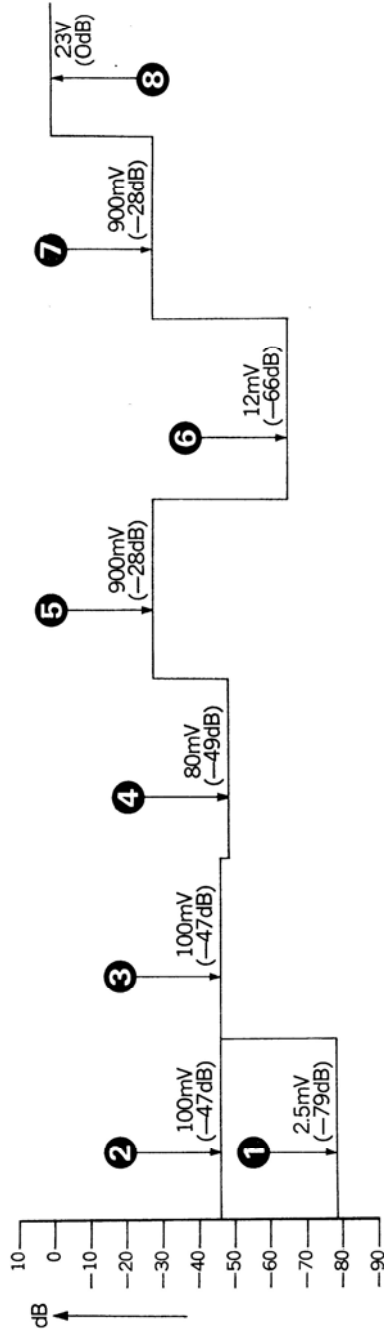 dB
10
0
−10
−20
−30
−40
−50
−60
−70
−80
−90
1
2.5mV
(−79dB)
2
100mV
(−47dB)
3
100mV
(−47dB)
4
80mV
(−49dB)
5
900mV
(−28dB)
6
12mV
(−66dB)
7
900mV
(−28dB)
8
23V
(0dB)